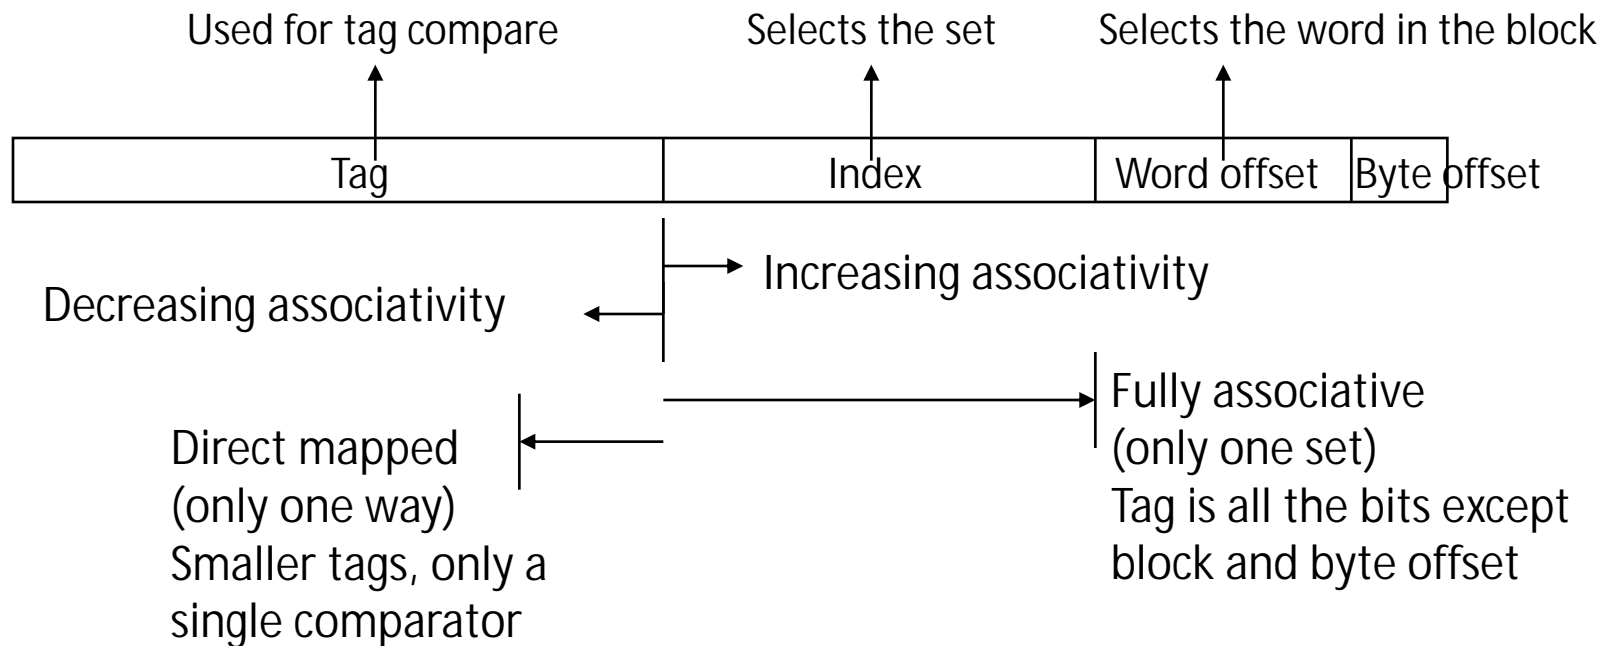 Used for tag compare
Selects the set
Selects the word in the block
Tag
Index
Word offset
Byte offset
Increasing associativity
Decreasing associativity
Fully associative
(only one set)
Tag is all the bits except
block and byte offset
Direct mapped
(only one way)
Smaller tags, only a
single comparator